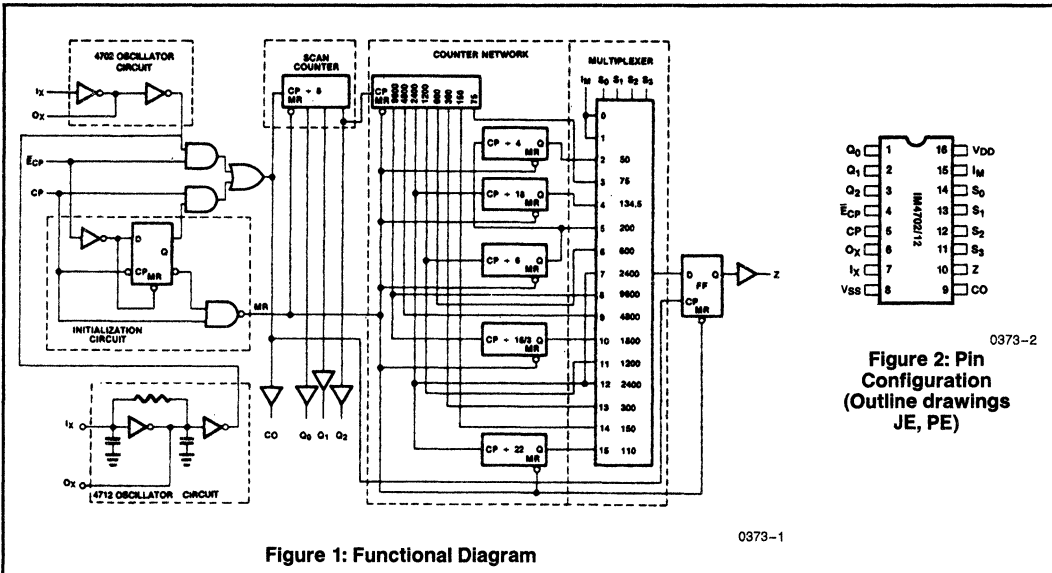 4702 OSCILLATOR
CIRCUIT
IX
OX
ECP
CP
D
Q
CP
MR
INITIALIZATION
CIRCUIT
MR
IX
OX
4712 OSCILLATOR CIRCUIT
SCAN
COUNTER
CP ÷ 8
MR
CO Q0 Q1 Q2
COUNTER NETWORK
CP
MR
9600
4800
2400
1200
600
300
150
75
CP ÷ 4 Q
MR
CP ÷ 18 Q
MR
CP ÷ 6
MR
CP ÷ 16/3 Q
MR
CP ÷ 22 Q
MR
MULTIPLEXER
IM S0 S1 S2 S3
0
1
2 50
3 75
4 134.5
5 200
6 600
7 2400
8 9600
9 4800
10 1800
11 1200
12 2400
13 300
14 150
15 110
D Q
FF
CP
MR
Z
0373-1
Figure 1: Functional Diagram
Q0 1 16 VDD
Q1 2 15 IM
Q2 3 14 S0
E̅CP 4 13 S1
CP 5 12 S2
OX 6 11 S3
IX 7 10 Z
VSS 8 9 CO
IM4702/12
0373-2
Figure 2: Pin
Configuration
(Outline drawings
JE, PE)